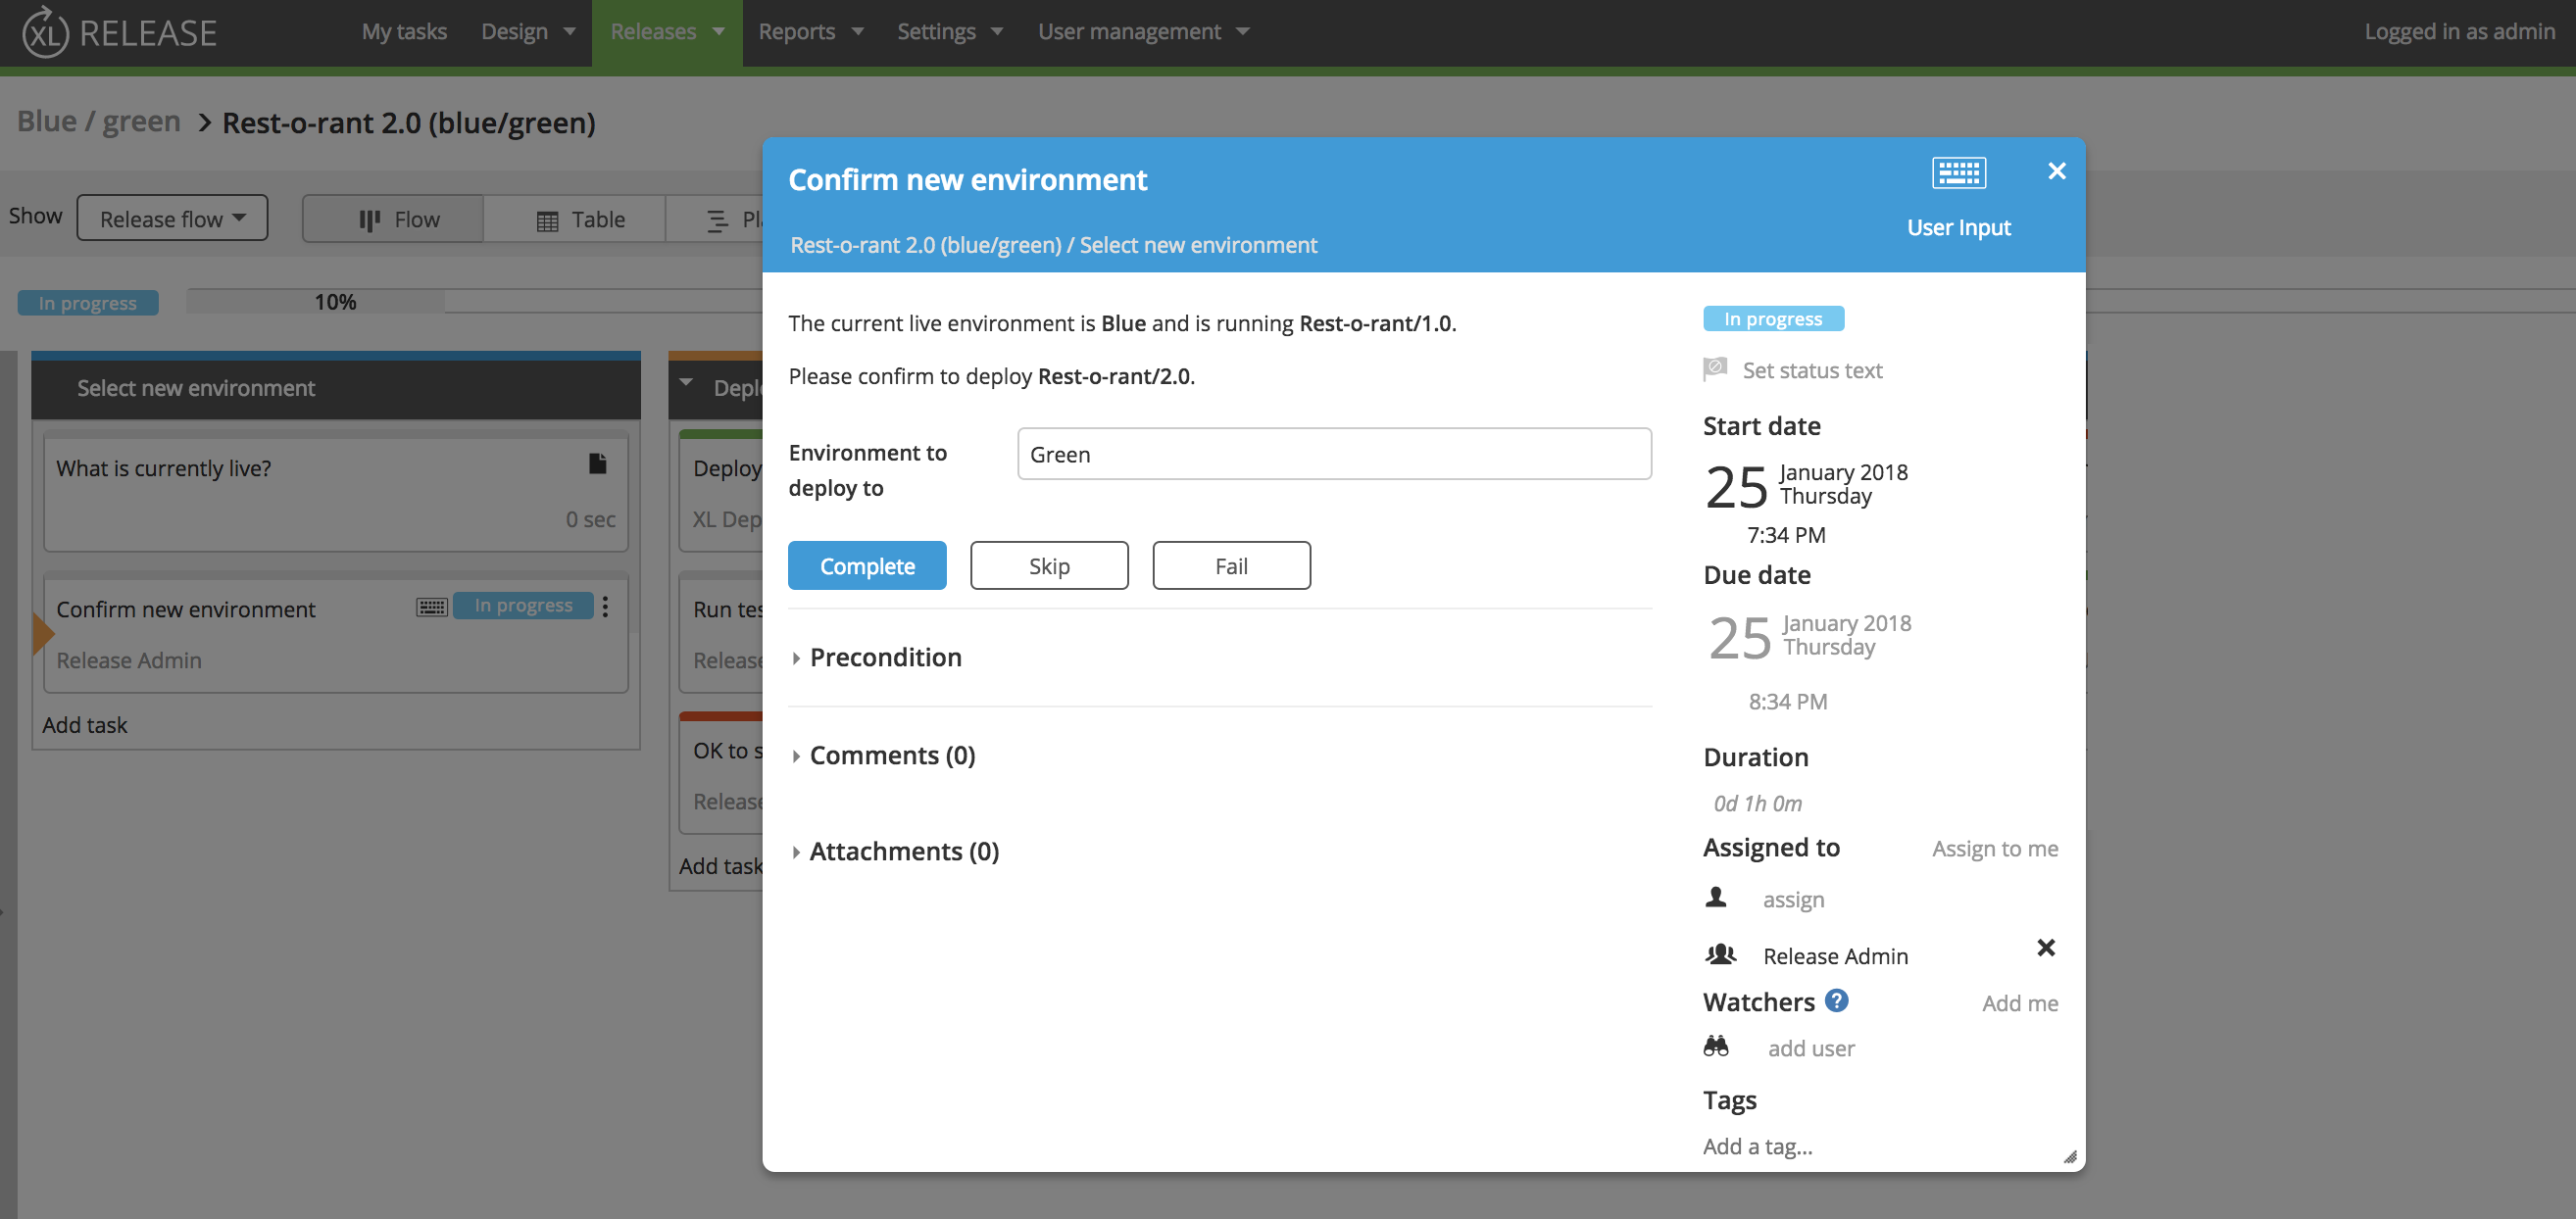 XL RELEASE
My tasks
Design
Releases
Reports
Settings
User management
Logged in as admin
Blue / green > Rest-o-rant 2.0 (blue/green)
Show
Release flow
Flow
Table
In progress
10%
Select new environment
What is currently live?
0 sec
Confirm new environment
In progress
Release Admin
Add task
Deploy
XL Dep
Run tes
Release
OK to s
Release
Add task
Confirm new environment
User Input
Rest-o-rant 2.0 (blue/green) / Select new environment
The current live environment is Blue and is running Rest-o-rant/1.0.
Please confirm to deploy Rest-o-rant/2.0.
Environment to
deploy to
Green
Complete
Skip
Fail
Precondition
Comments (0)
Attachments (0)
In progress
Set status text
Start date
25 January 2018
Thursday
7:34 PM
Due date
25 January 2018
Thursday
8:34 PM
Duration
0d 1h 0m
Assigned to
Assign to me
assign
Release Admin
Watchers ?
Add me
add user
Tags
Add a tag...